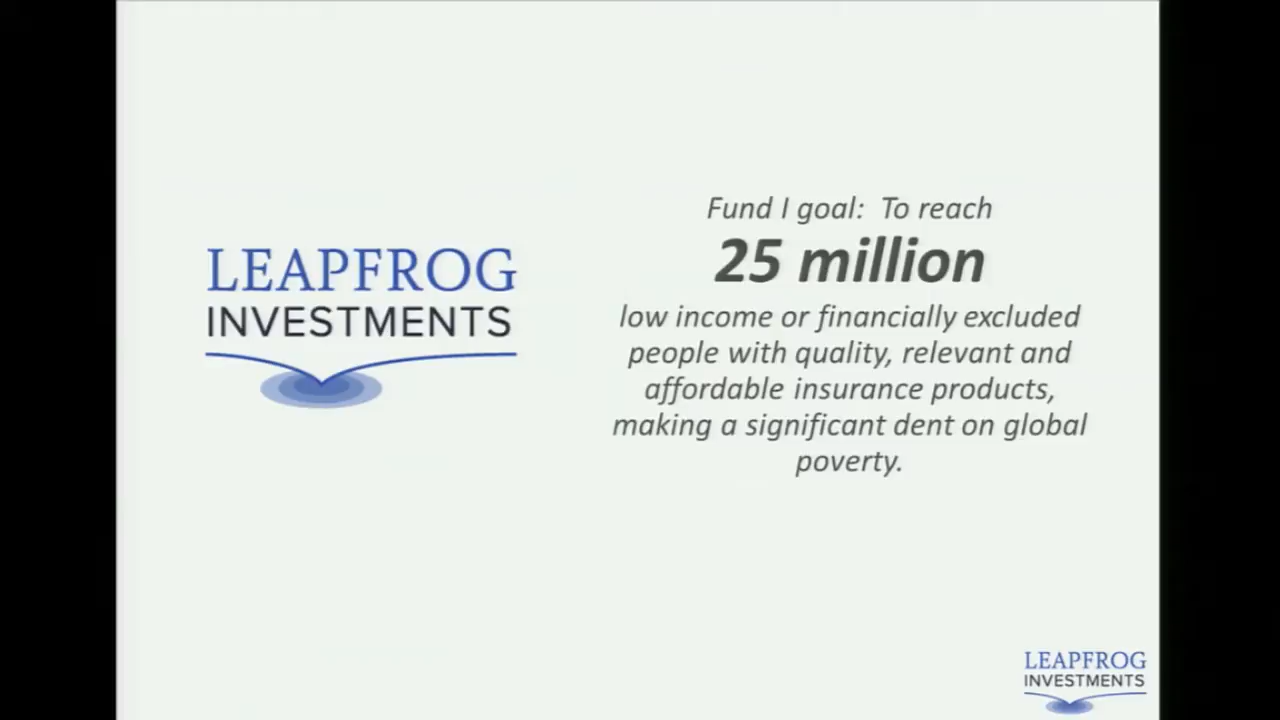 LEAPFROG
INVESTMENTS
Fund I goal: To reach
25 million
low income or financially excluded
people with quality, relevant and
affordable insurance products,
making a significant dent on global
poverty.
LEAPFROG
INVESTMENTS